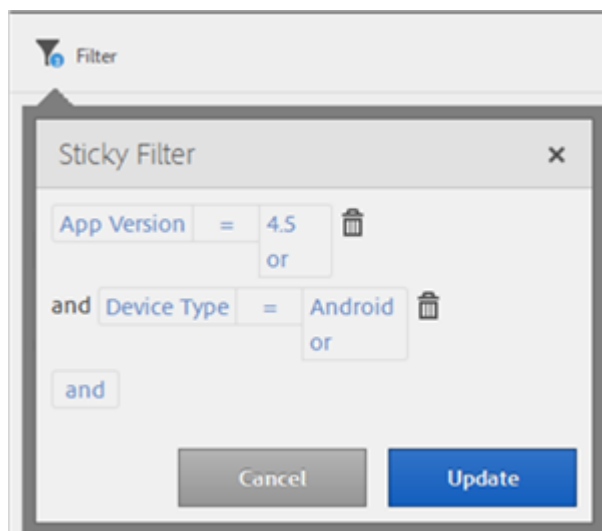 Filter
Sticky Filter
App Version = 4.5
or
and Device Type = Android
or
and
Cancel Update